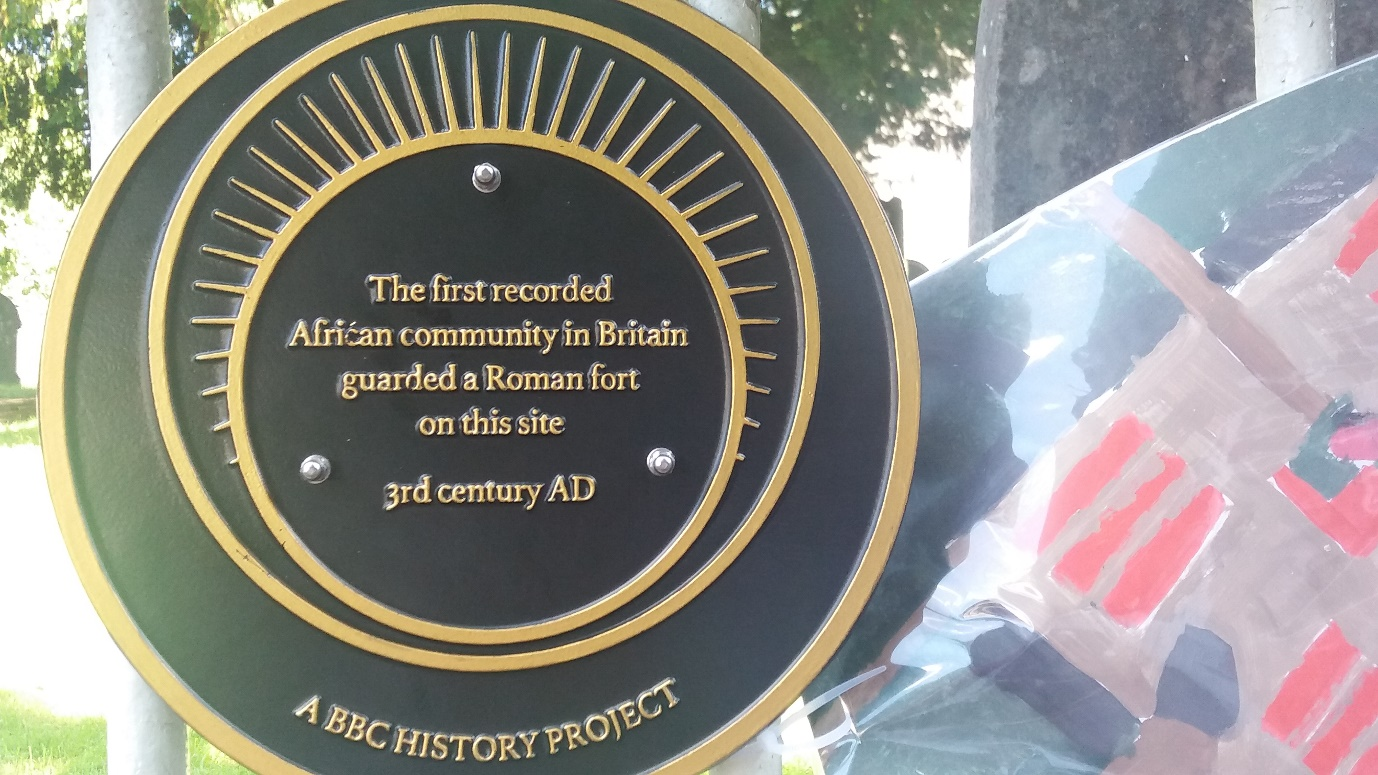 The first recorded
African community in Britain
guarded a Roman fort
on this site
3rd century AD
A BBC HISTORY PROJECT